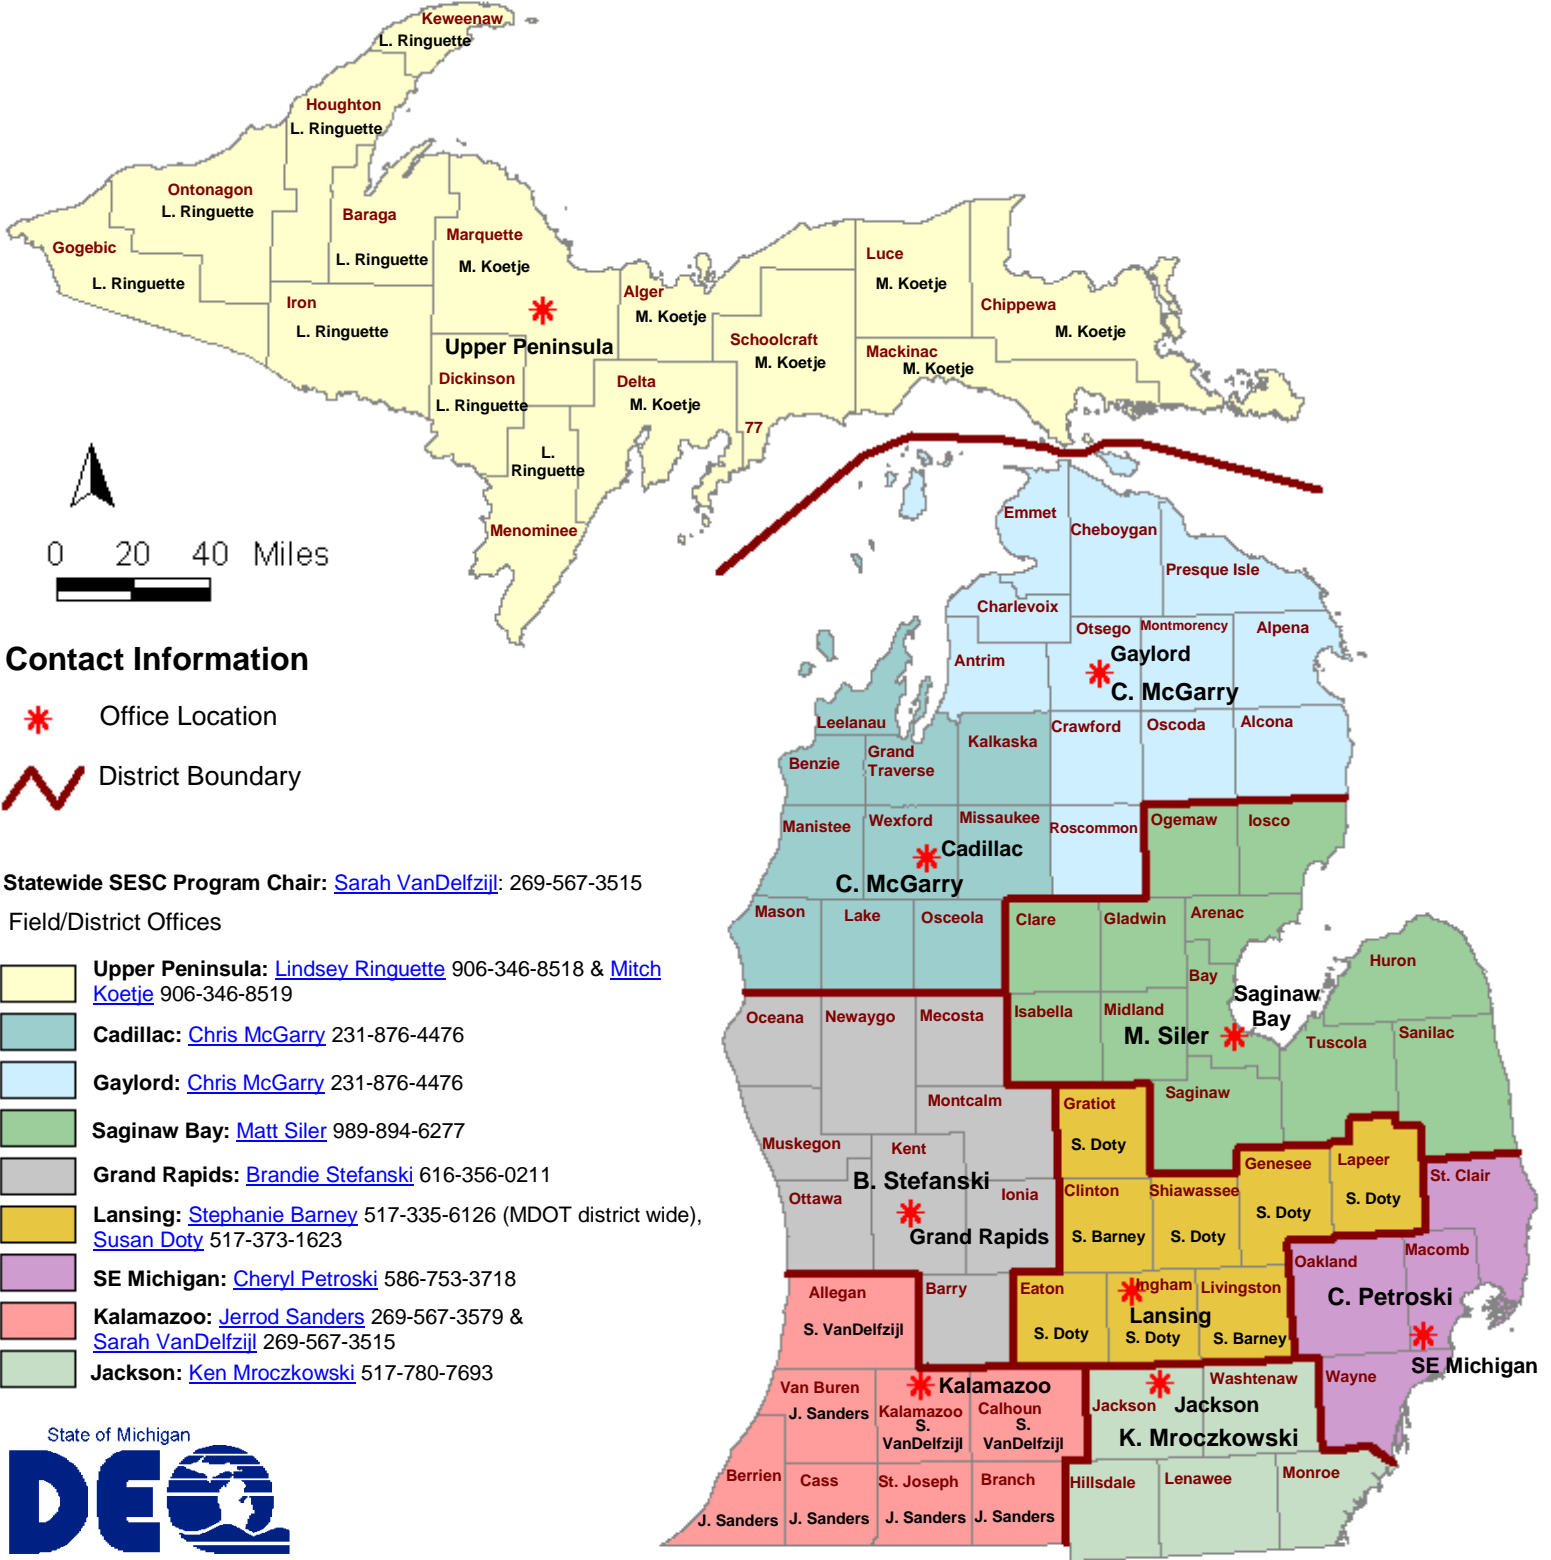 Keweenaw
L. Ringuette
Houghton
L. Ringuette
Ontonagon
L. Ringuette
Baraga
L. Ringuette
Gogebic
L. Ringuette
Marquette
M. Koetje
Iron
L. Ringuette
Upper Peninsula
Alger
M. Koetje
Luce
M. Koetje
Chippewa
M. Koetje
Schoolcraft
M. Koetje
Mackinac
M. Koetje
Dickinson
L. Ringuette
Delta
M. Koetje
77
L.
Ringuette
Menominee
0 20 40 Miles
Contact Information
Office Location
District Boundary
Statewide SESC Program Chair: Sarah VanDelfzijl: 269-567-3515
Field/District Offices
Upper Peninsula: Lindsey Ringuette 906-346-8518 & Mitch
Koetje 906-346-8519
Cadillac: Chris McGarry 231-876-4476
Gaylord: Chris McGarry 231-876-4476
Saginaw Bay: Matt Siler 989-894-6277
Grand Rapids: Brandie Stefanski 616-356-0211
Lansing: Stephanie Barney 517-335-6126 (MDOT district wide),
Susan Doty 517-373-1623
SE Michigan: Cheryl Petroski 586-753-3718
Kalamazoo: Jerrod Sanders 269-567-3579 &
Sarah VanDelfzijl 269-567-3515
Jackson: Ken Mroczkowski 517-780-7693
State of Michigan
DEQ
Emmet
Cheboygan
Presque Isle
Charlevoix
Otsego
Montmorency
Alpena
Antrim
Gaylord
C. McGarry
Leelanau
Kalkaska
Crawford
Oscoda
Alcona
Benzie
Grand
Traverse
Manistee
Wexford
Missaukee
Roscommon
Ogemaw
Iosco
Cadillac
C. McGarry
Mason
Lake
Osceola
Clare
Gladwin
Arenac
Huron
Bay
Saginaw
Bay
Oceana
Newaygo
Mecosta
Isabella
Midland
M. Siler
Tuscola
Sanilac
Montcalm
Gratiot
Saginaw
Muskegon
Kent
S. Doty
Genesee
Lapeer
St. Clair
B. Stefanski
Ottawa
Ionia
Clinton
Shiawassee
S. Doty
S. Doty
Grand Rapids
S. Barney
S. Doty
Oakland
Macomb
Allegan
Barry
Eaton
Ingham
Livingston
C. Petroski
S. VanDelfzijl
Lansing
S. Doty
S. Doty
S. Barney
SE Michigan
Van Buren
Kalamazoo
Washtenaw
Wayne
J. Sanders
Kalamazoo
S.
VanDelfzijl
Calhoun
S.
VanDelfzijl
Jackson
Jackson
K. Mroczkowski
Berrien
Cass
St. Joseph
Branch
Hillsdale
Lenawee
Monroe
J. Sanders
J. Sanders
J. Sanders
J. Sanders